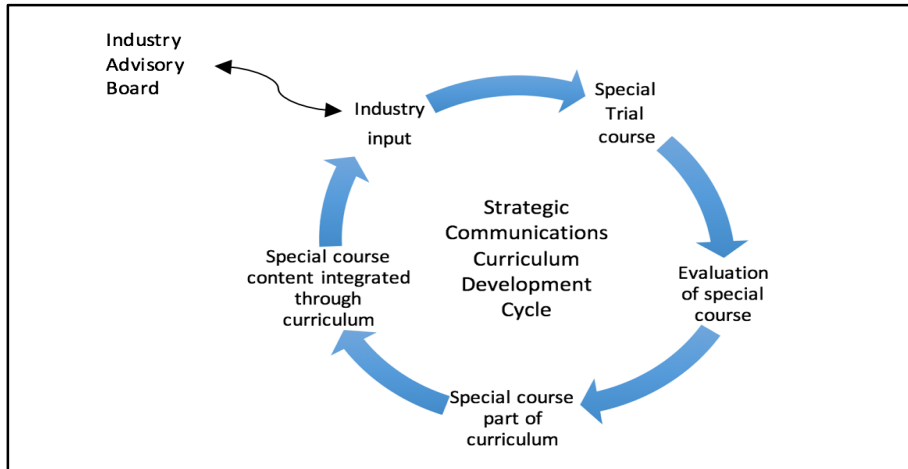 Industry
Advisory
Board
Industry
input
Special
Trial
course
Strategic
Communications
Curriculum
Development
Cycle
Evaluation
of special
course
Special course
part of
curriculum
Special course
content integrated
through
curriculum